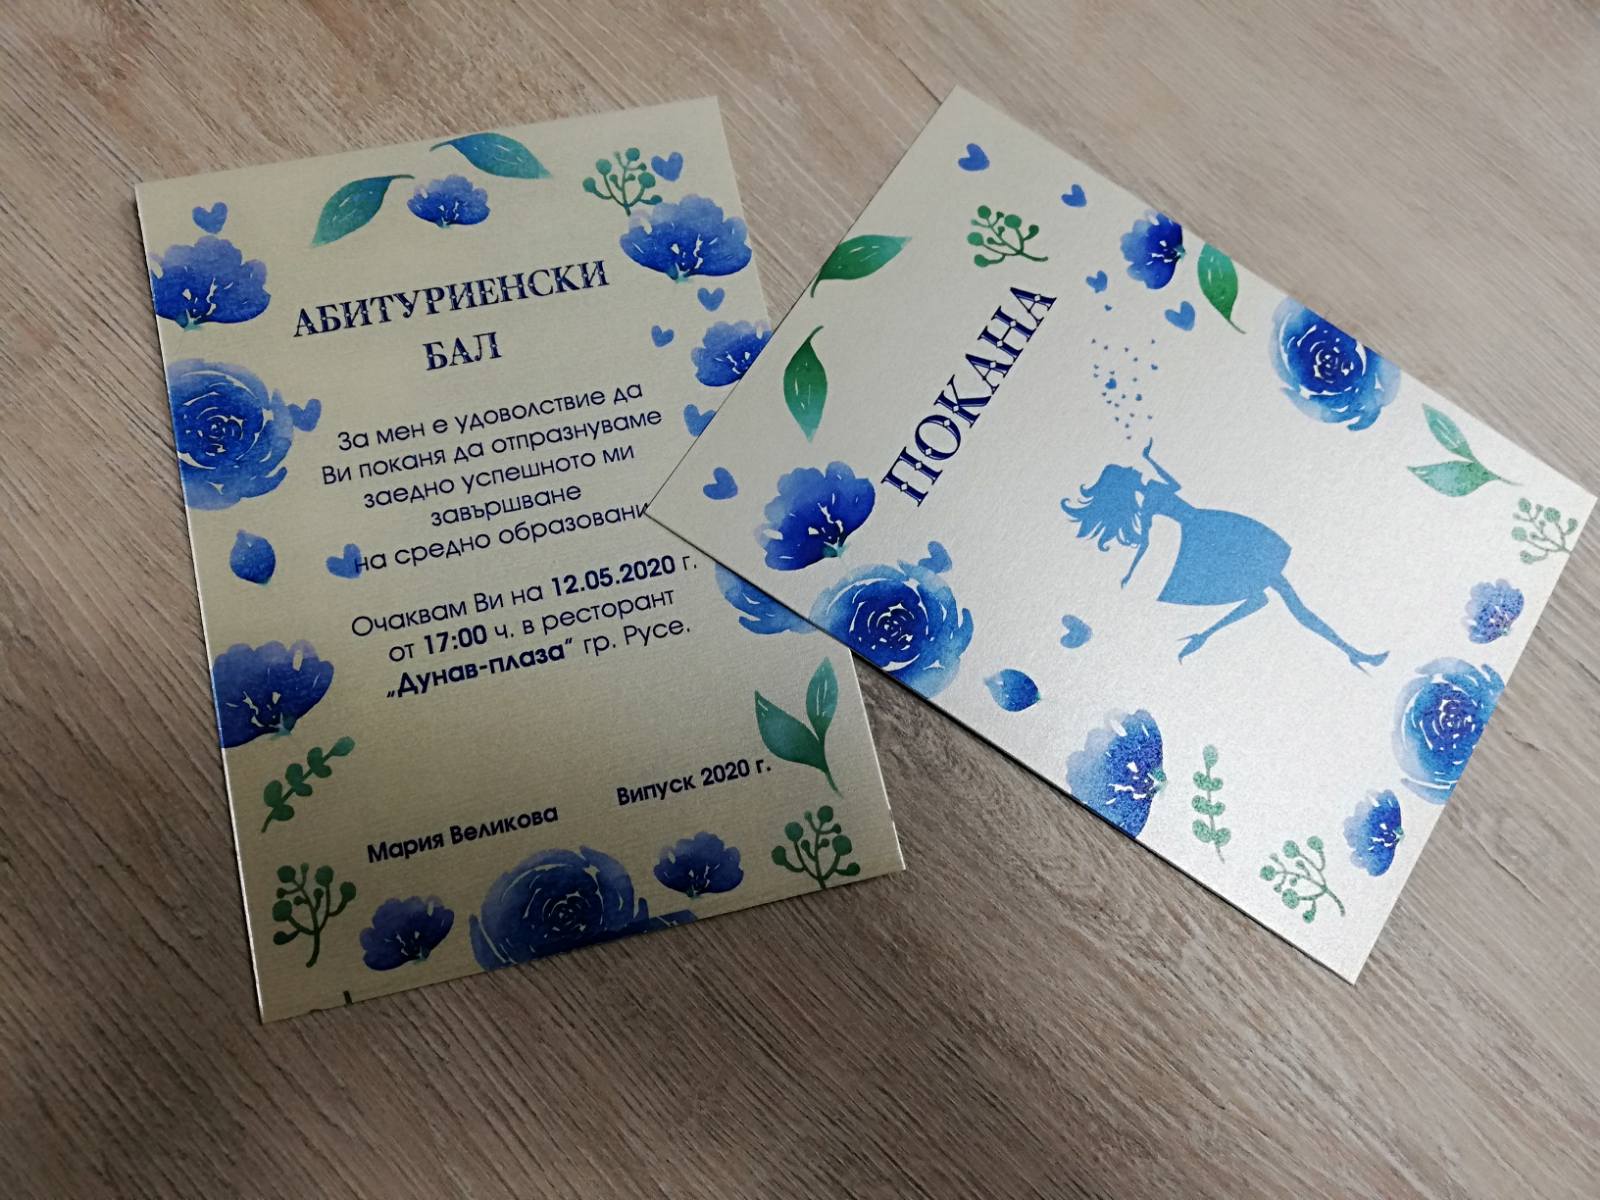 АБИТУРИЕНСКИ
БАЛ
За мен е удоволствие да
Ви поканя да отпразнуваме
заедно успешното ми
завършване
на средно образовани
Очаквам Ви на 12.05.2020 г.
от 17:00 ч. в ресторант
„Дунав-плаза“ гр. Русе.
Мария Великова
Випуск 2020 г.
ПОКАНА